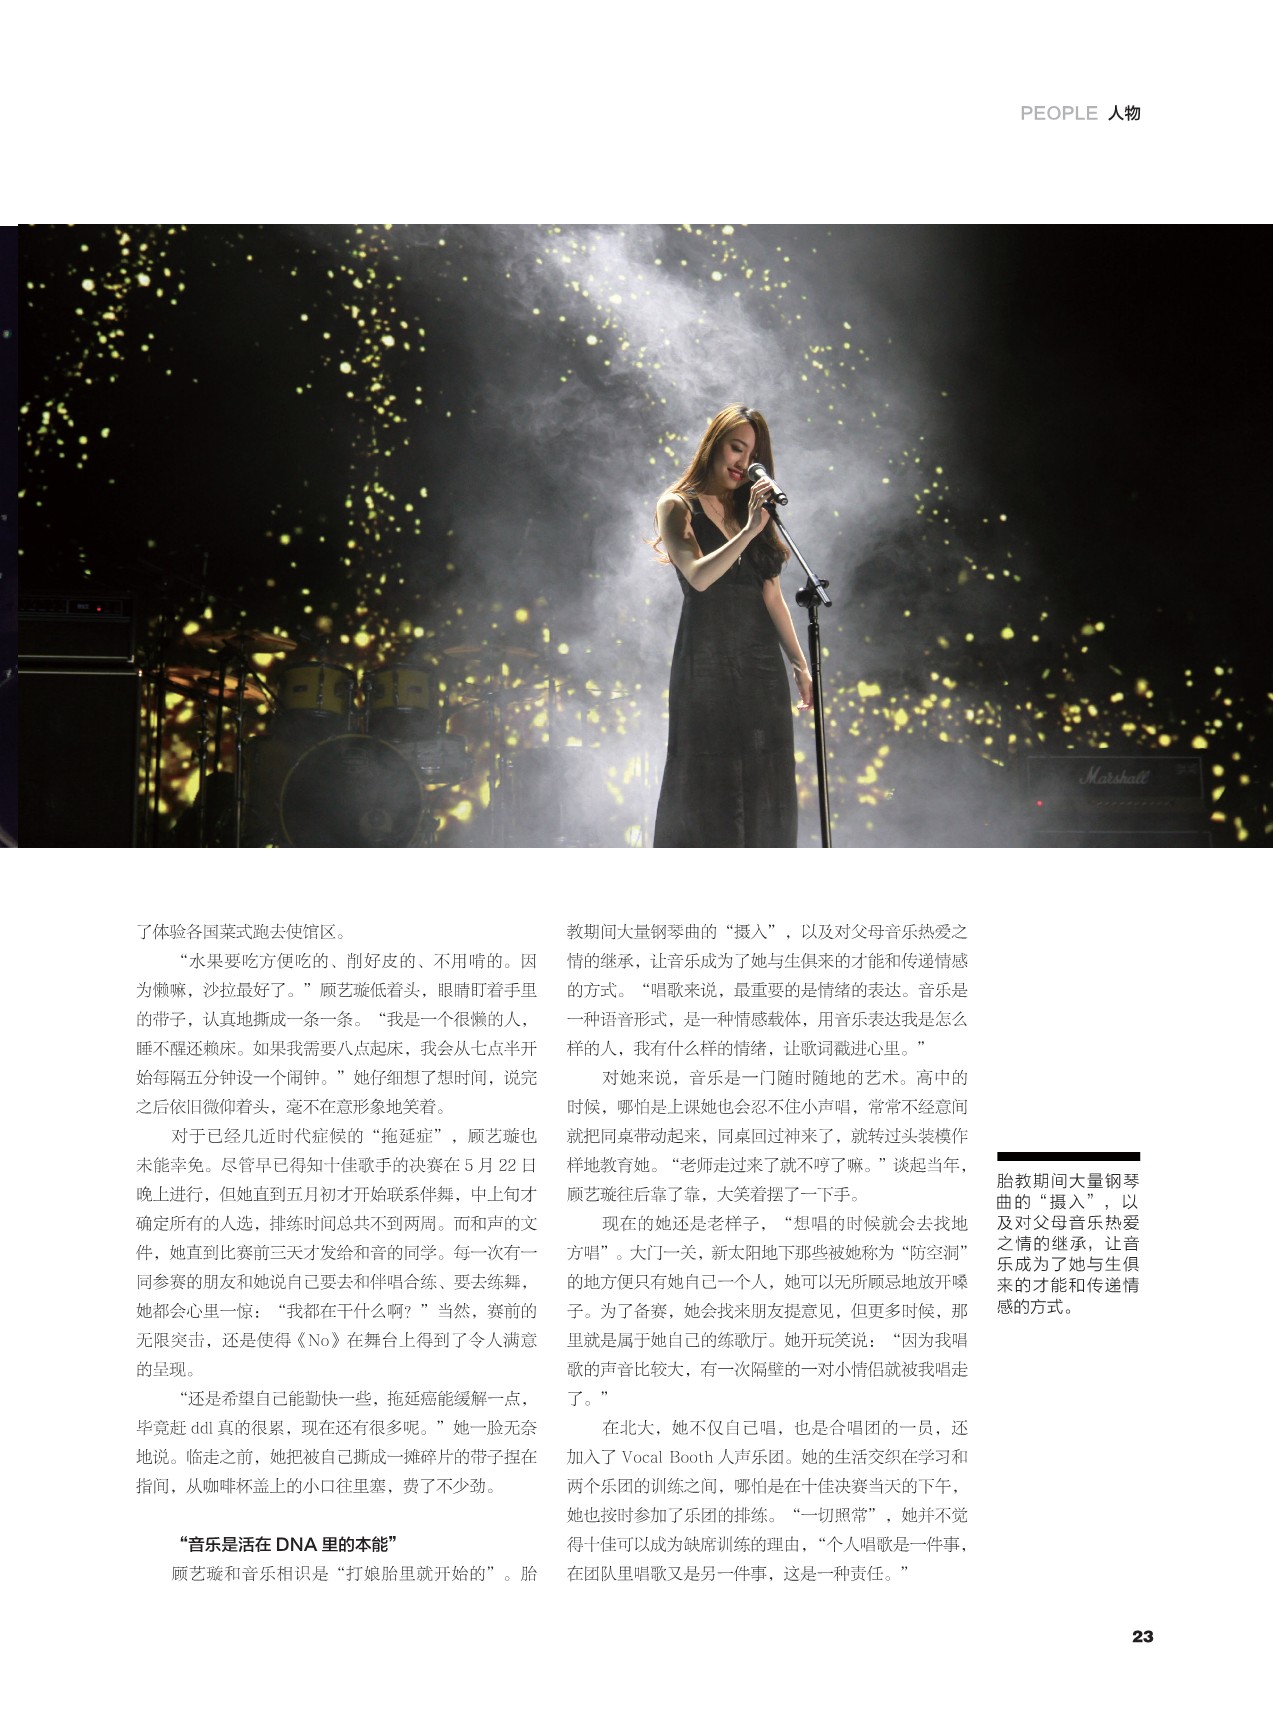 PEOPLE 人物
Marshall
了体验各国菜式跑去使馆区。
“水果要吃方便吃的、削好皮的、不用啃的。因
为懒嘛，沙拉最好了。”顾艺璇低着头，眼睛盯着手里
的带子，认真地撕成一条一条。“我是一个很懒的人，
睡不醒还赖床。如果我需要八点起床，我会从七点半开
始每隔五分钟设一个闹钟。”她仔细想了想时间，说完
之后依旧微仰着头，毫不在意形象地笑着。
对于已经几近时代症候的“拖延症”，顾艺璇也
未能幸免。尽管早已得知十佳歌手的决赛在 5 月 22 日
晚上进行，但她直到五月初才开始联系伴舞，中上旬才
确定所有的人选，排练时间总共不到两周。而和声的文
件，她直到比赛前三天才发给和音的同学。每一次有一
同参赛的朋友和她说自己要去和伴唱合练、要去练舞，
她都会心里一惊：“我都在干什么啊？”当然，赛前的
无限突击，还是使得《No》在舞台上得到了令人满意
的呈现。
“还是希望自己能勤快一些，拖延癌能缓解一点，
毕竟赶 ddl 真的很累，现在还有很多呢。”她一脸无奈
地说。临走之前，她把被自己撕成一摊碎片的带子捏在
指间，从咖啡杯盖上的小口往里塞，费了不少劲。
“音乐是活在 DNA 里的本能”
顾艺璇和音乐相识是“打娘胎里就开始的”。胎
教期间大量钢琴曲的“摄入”，以及对父母音乐热爱之
情的继承，让音乐成为了她与生俱来的才能和传递情感
的方式。“唱歌来说，最重要的是情绪的表达。音乐是
一种语音形式，是一种情感载体，用音乐表达我是怎么
样的人，我有什么样的情绪，让歌词戳进心里。”
对她来说，音乐是一门随时随地的艺术。高中的
时候，哪怕是上课她也会忍不住小声唱，常常不经意间
就把同桌带动起来，同桌回过神来了，就转过头装模作
样地教育她。“老师走过来了就不哼了嘛。”谈起当年，
顾艺璇往后靠了靠，大笑着摆了一下手。
现在的她还是老样子，“想唱的时候就会去找地
方唱”。大门一关，新太阳地下那些被她称为“防空洞”
的地方便只有她自己一个人，她可以无所顾忌地放开嗓
子。为了备赛，她会找来朋友提意见，但更多时候，那
里就是属于她自己的练歌厅。她开玩笑说：“因为我唱
歌的声音比较大，有一次隔壁的一对小情侣就被我唱走
了。”
在北大，她不仅自己唱，也是合唱团的一员，还
加入了 Vocal Booth 人声乐团。她的生活交织在学习和
两个乐团的训练之间，哪怕是在十佳决赛当天的下午，
她也按时参加了乐团的排练。“一切照常”，她并不觉
得十佳可以成为缺席训练的理由，“个人唱歌是一件事，
在团队里唱歌又是另一件事，这是一种责任。”
胎教期间大量钢琴
曲的“摄入”，以
及对父母音乐热爱
之情的继承，让音
乐成为了她与生俱
来的才能和传递情
感的方式。
23